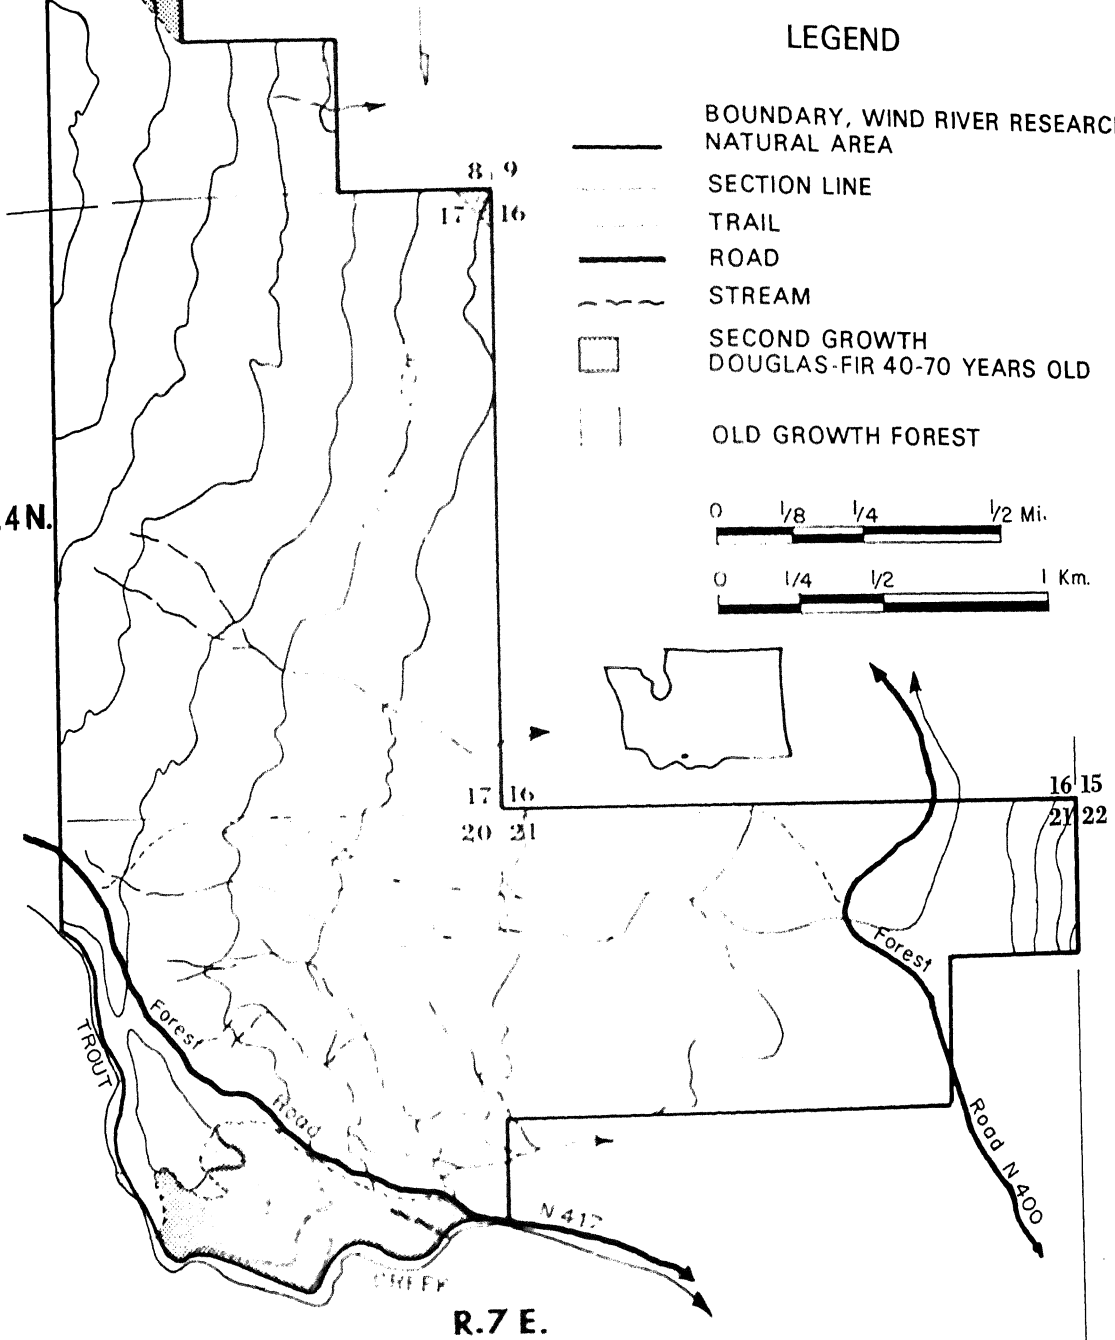 LEGEND
BOUNDARY, WIND RIVER RESEARC
NATURAL AREA
SECTION LINE
TRAIL
ROAD
STREAM
SECOND GROWTH
DOUGLAS-FIR 40-70 YEARS OLD
OLD GROWTH FOREST
0 1/8 1/4 1/2 Mi.
0 1/4 1/2 1 Km.
8 9
17 16
4 N.
17 16
20 21
16 15
21 22
Forest
Road N 400
Forest
Road
N 417
TROUT
CREEK
R. 7 E.